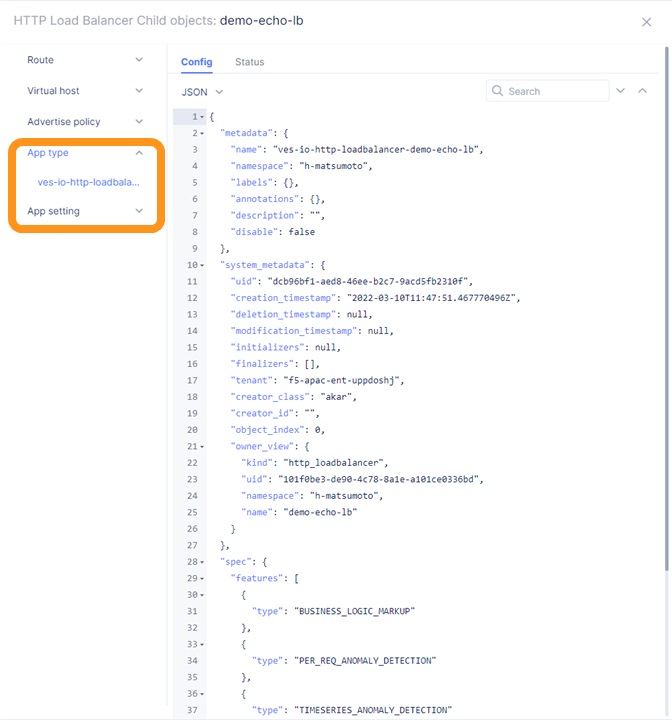 HTTP Load Balancer Child objects: demo-echo-lb
Route
Virtual host
Advertise policy
App type
ves-io-http-loadbala...
App setting
Config Status
JSON
Search
1 {
2 "metadata": {
3 "name": "ves-io-http-loadbalancer-demo-echo-lb",
4 "namespace": "h-matsumoto",
5 "labels": {},
6 "annotations": {},
7 "description": "",
8 "disable": false
9 },
10 "system_metadata": {
11 "uid": "dcb96bf1-aed8-46ee-b2c7-9acd5fb2310f",
12 "creation_timestamp": "2022-03-10T11:47:51.467770496Z",
13 "deletion_timestamp": null,
14 "modification_timestamp": null,
15 "initializers": null,
16 "finalizers": [],
17 "tenant": "f5-apac-ent-uppdoshj",
18 "creator_class": "akar",
19 "creator_id": "",
20 "object_index": 0,
21 "owner_view": {
22 "kind": "http_loadbalancer",
23 "uid": "101f0be3-de90-4c78-8a1e-a101ce0336bd",
24 "namespace": "h-matsumoto",
25 "name": "demo-echo-lb"
26 }
27 },
28 "spec": {
29 "features": [
30 {
31 "type": "BUSINESS_LOGIC_MARKUP"
32 },
33 {
34 "type": "PER_REQ_ANOMALY_DETECTION"
35 },
36 {
37 "type": "TIMESERIES_ANOMALY_DETECTION"